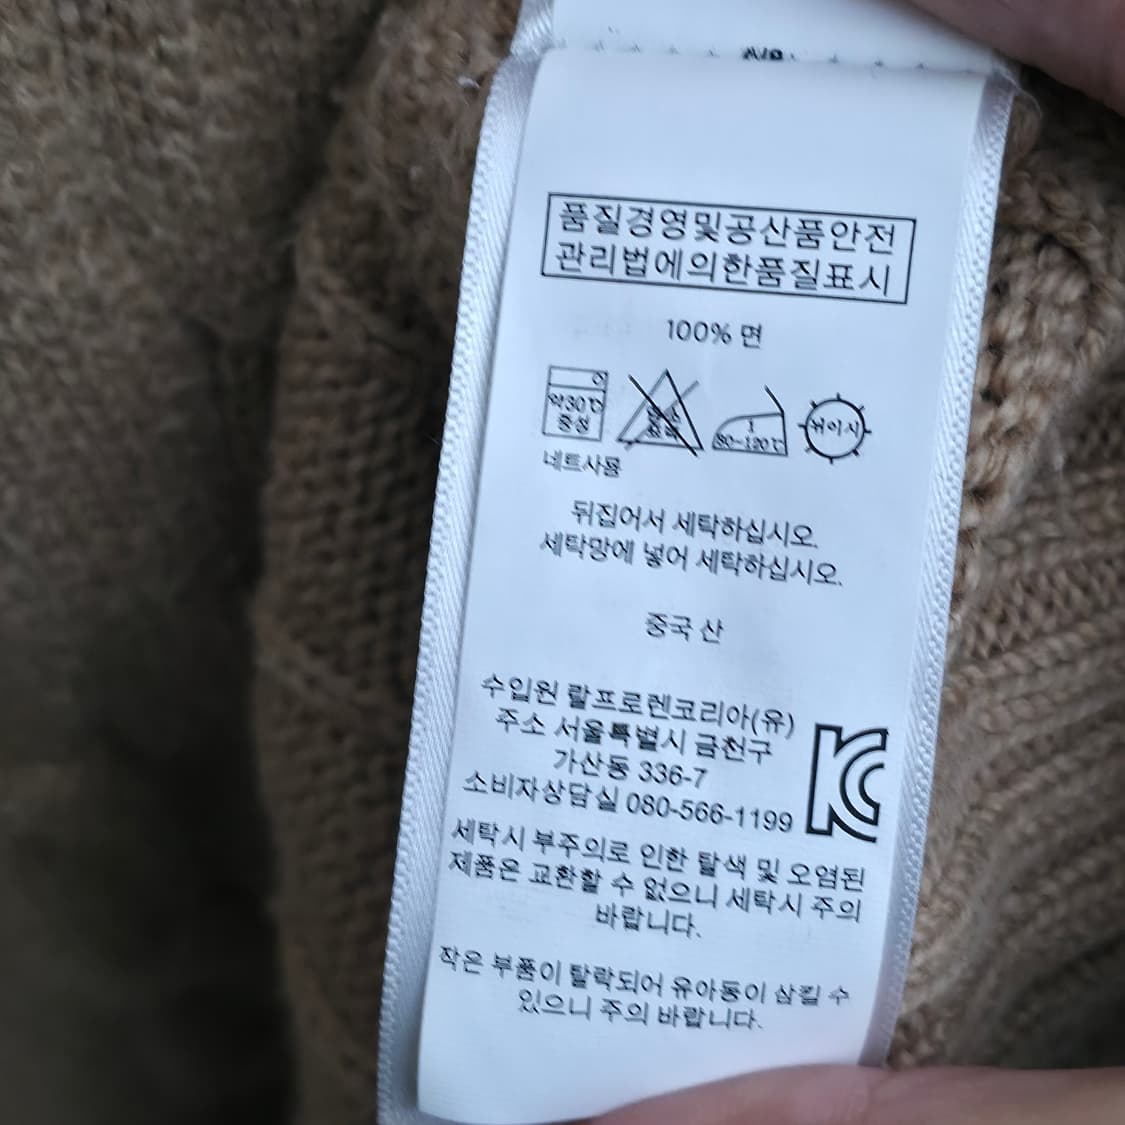 품질경영및공산품안전
관리법에의한품질표시
100% 면
약30℃
중성
80-120℃
뉘이시
네트사용
뒤집어서 세탁하십시오.
세탁망에 넣어 세탁하십시오.
중국 산
수입원 랄프로렌코리아(유)
주소 서울특별시 금천구
가산동 336-7
소비자상담실 080-566-1199
세탁시 부주의로 인한 탈색 및 오염된
제품은 교환할 수 없으니 세탁시 주의
바랍니다.
작은 부품이 탈락되어 유아동이 삼킬 수
있으니 주의 바랍니다.